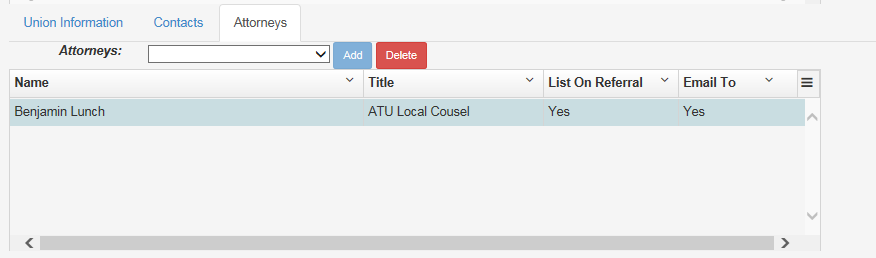 Union Information Contacts Attorneys
Attorneys: Add Delete
Name Title List On Referral Email To
Benjamin Lunch ATU Local Cousel Yes Yes